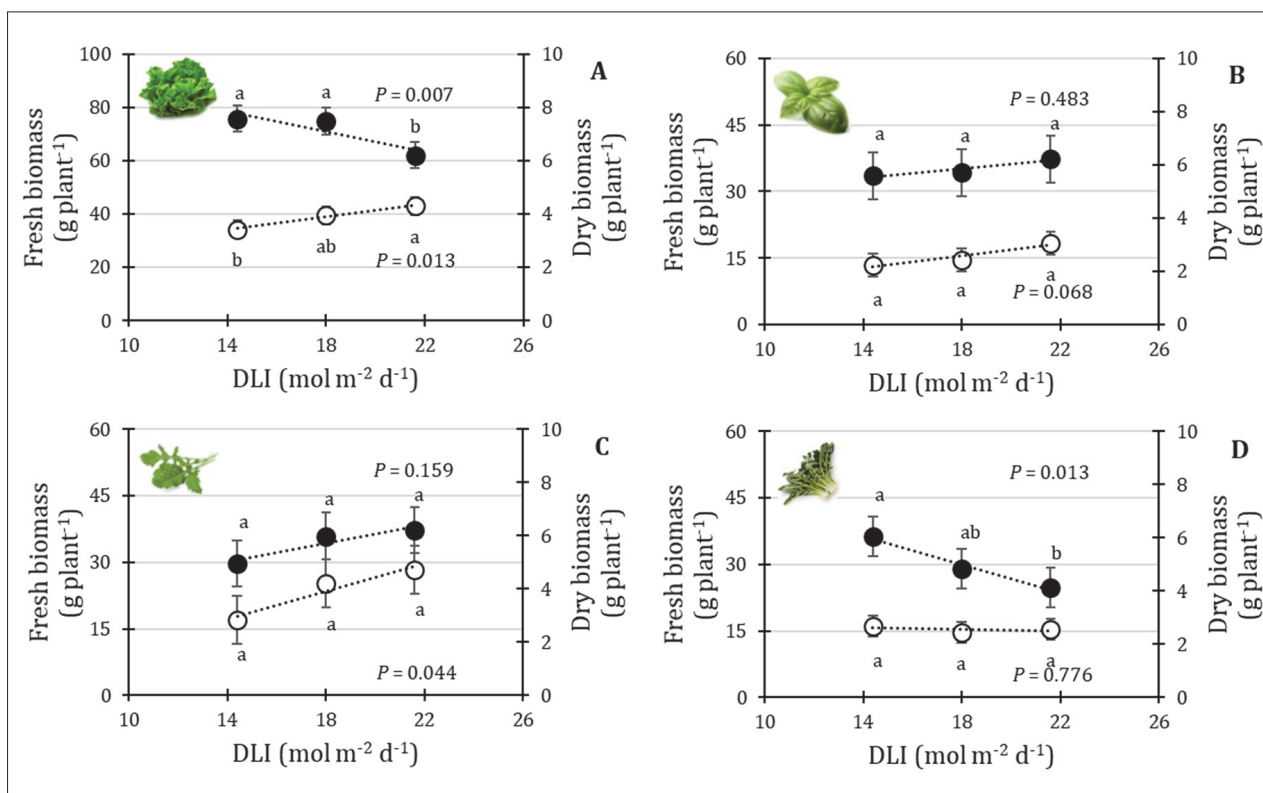 A
Fresh biomass
(g plant⁻¹)
Dry biomass
(g plant⁻¹)
100
80
60
40
20
0
10
8
6
4
2
0
a
a
P = 0.007
b
ab
a
b
P = 0.013
10
14
18
22
26
DLI (mol m⁻² d⁻¹)
B
Fresh biomass
(g plant⁻¹)
Dry biomass
(g plant⁻¹)
60
45
30
15
0
10
8
6
4
2
0
P = 0.483
a
a
a
a
a
a
P = 0.068
10
14
18
22
26
DLI (mol m⁻² d⁻¹)
C
Fresh biomass
(g plant⁻¹)
Dry biomass
(g plant⁻¹)
60
45
30
15
0
10
8
6
4
2
0
P = 0.159
a
a
a
a
a
a
P = 0.044
10
14
18
22
26
DLI (mol m⁻² d⁻¹)
D
Fresh biomass
(g plant⁻¹)
Dry biomass
(g plant⁻¹)
60
45
30
15
0
10
8
6
4
2
0
P = 0.013
a
ab
b
a
a
a
P = 0.776
10
14
18
22
26
DLI (mol m⁻² d⁻¹)